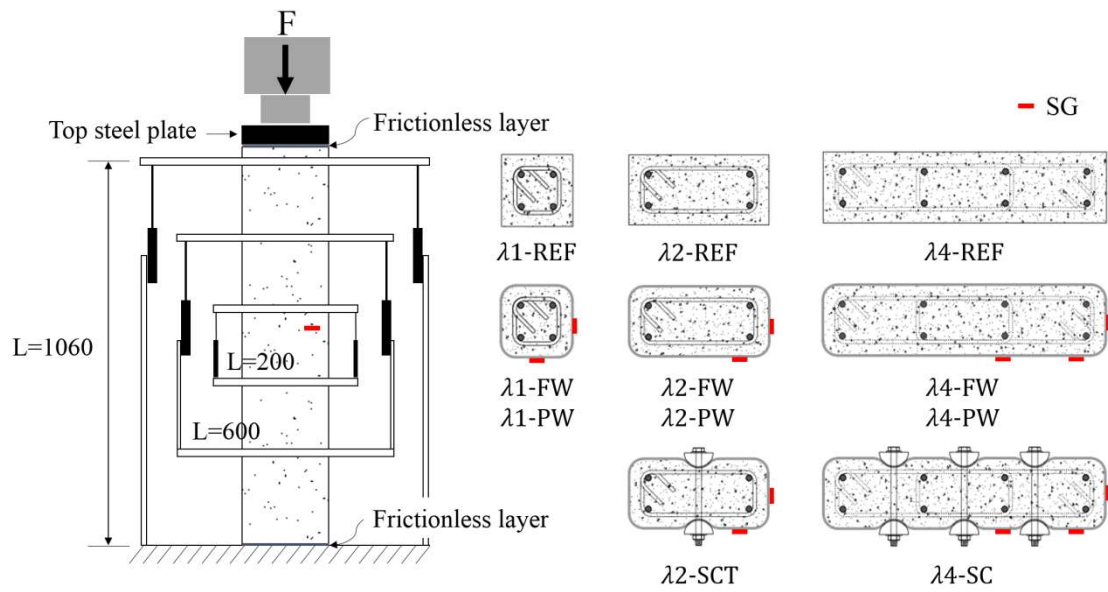 F
Top steel plate
Frictionless layer
L=1060
L=200
L=600
Frictionless layer
SG
λ1-REF
λ2-REF
λ4-REF
λ1-FW
λ1-PW
λ2-FW
λ2-PW
λ4-FW
λ4-PW
λ2-SCT
λ4-SC